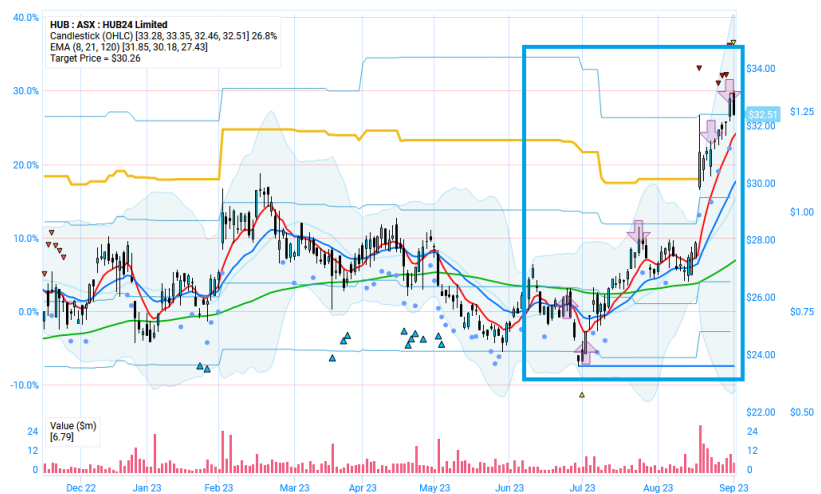 HUB : ASX : HUB24 Limited
Candlestick (OHLC) [33.28, 33.35, 32.46, 32.51] 26.8%
EMA (8, 21, 120) [31.85, 30.18, 27.43]
Target Price = $30.26
40.0%
30.0%
20.0%
10.0%
0.0%
-10.0%
$34.00
$32.51
$32.00
$30.00
$28.00
$26.00
$24.00
$22.00
$1.25
$1.00
$0.75
$0.50
Value ($m)
[6.79]
24
12
0
24
12
0
Dec 22
Jan 23
Feb 23
Mar 23
Apr 23
May 23
Jun 23
Jul 23
Aug 23
Sep 23